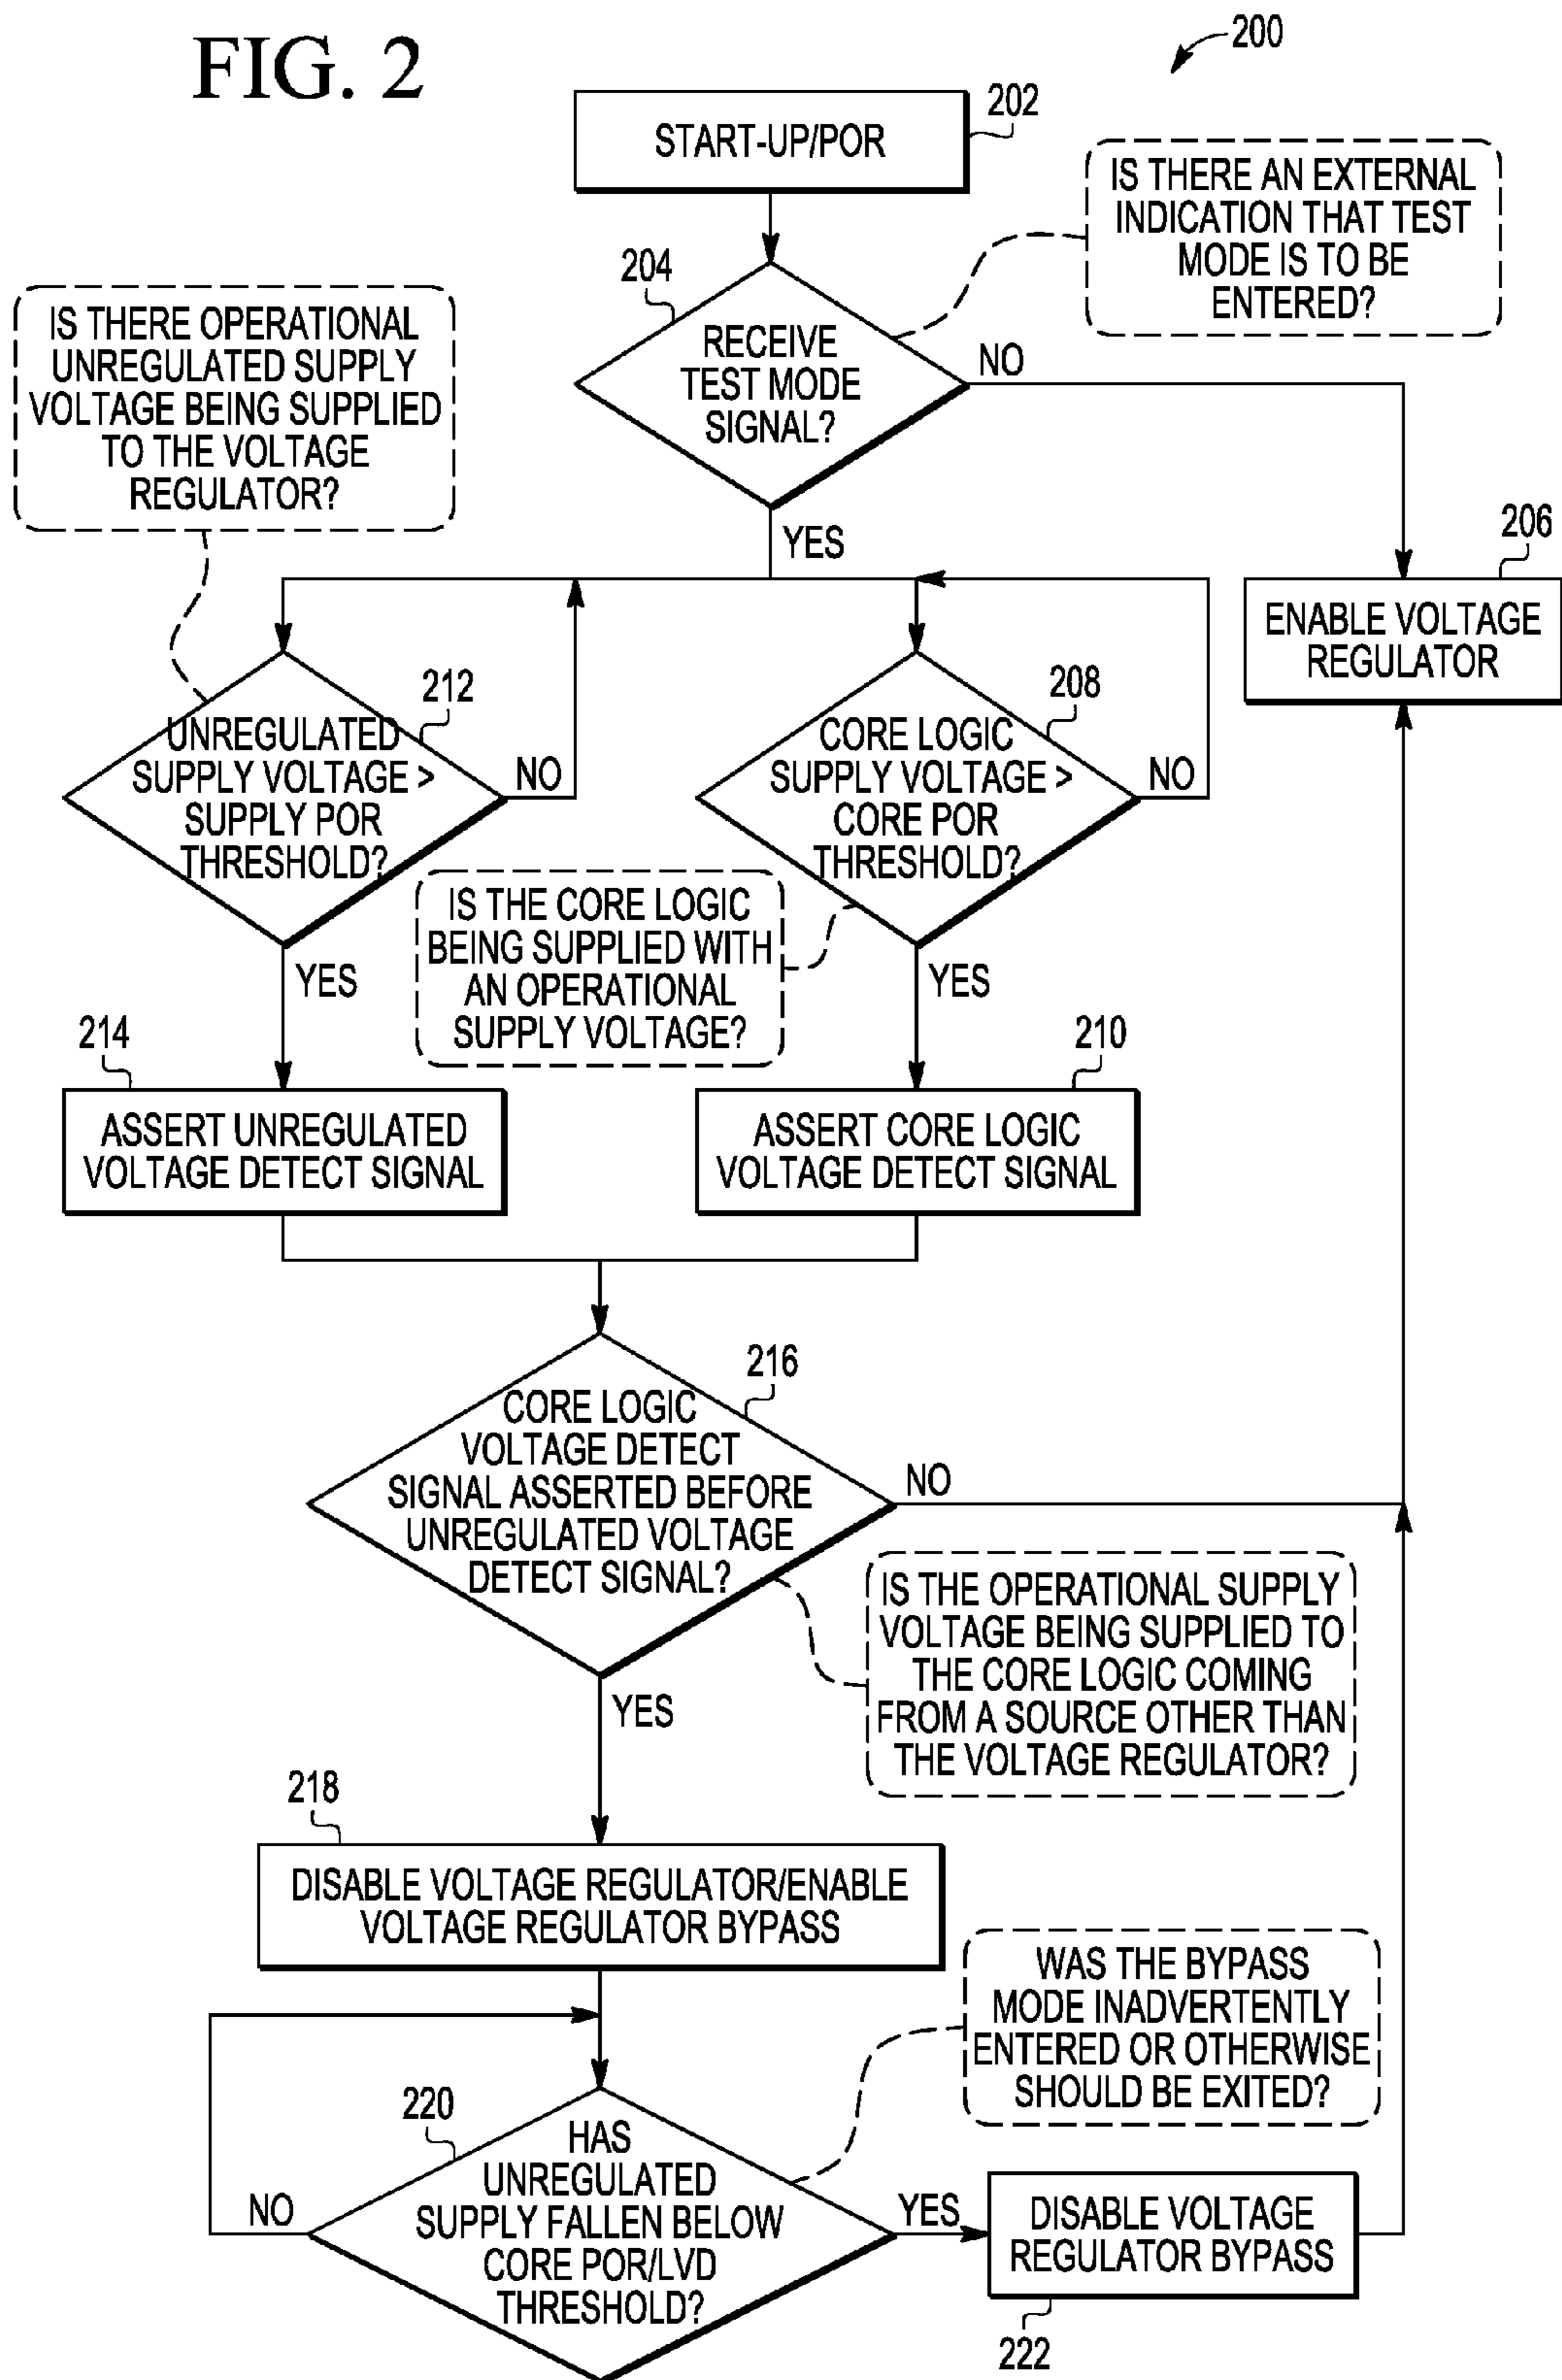 FIG. 2
200
START-UP/POR
202
IS THERE AN EXTERNAL
INDICATION THAT TEST
MODE IS TO BE
ENTERED?
204
RECEIVE
TEST MODE
SIGNAL?
NO
YES
IS THERE OPERATIONAL
UNREGULATED SUPPLY
VOLTAGE BEING SUPPLIED
TO THE VOLTAGE
REGULATOR?
206
ENABLE VOLTAGE
REGULATOR
212
UNREGULATED
SUPPLY VOLTAGE >
SUPPLY POR
THRESHOLD?
NO
YES
208
CORE LOGIC
SUPPLY VOLTAGE >
CORE POR
THRESHOLD?
NO
YES
IS THE CORE LOGIC
BEING SUPPLIED WITH
AN OPERATIONAL
SUPPLY VOLTAGE?
214
ASSERT UNREGULATED
VOLTAGE DETECT SIGNAL
210
ASSERT CORE LOGIC
VOLTAGE DETECT SIGNAL
216
CORE LOGIC
VOLTAGE DETECT
SIGNAL ASSERTED BEFORE
UNREGULATED VOLTAGE
DETECT SIGNAL?
NO
YES
IS THE OPERATIONAL SUPPLY
VOLTAGE BEING SUPPLIED TO
THE CORE LOGIC COMING
FROM A SOURCE OTHER THAN
THE VOLTAGE REGULATOR?
218
DISABLE VOLTAGE REGULATOR/ENABLE
VOLTAGE REGULATOR BYPASS
WAS THE BYPASS
MODE INADVERTENTLY
ENTERED OR OTHERWISE
SHOULD BE EXITED?
220
HAS
UNREGULATED
SUPPLY FALLEN BELOW
CORE POR/LVD
THRESHOLD?
NO
YES
DISABLE VOLTAGE
REGULATOR BYPASS
222